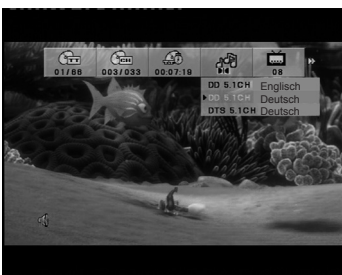 01/66 003/033 00:07:19 08
DD 5.1CH Englisch
DD 5.1CH Deutsch
DTS 5.1CH Deutsch